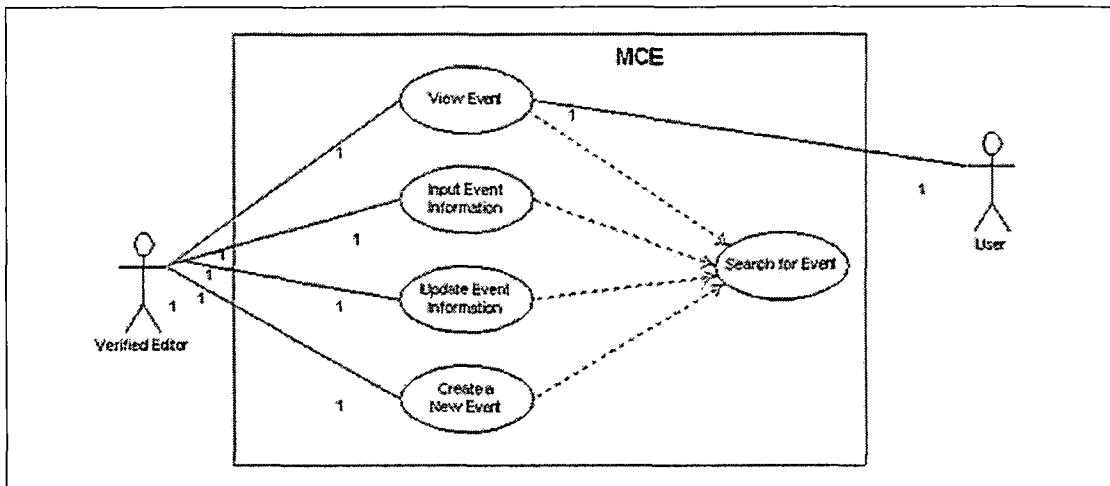 MCE
View Event
1
1
Input Event
Information
1
1
1
User
1
1
Search for Event
1
1
Update Event
Information
1
Verified Editor
Create a
New Event
1